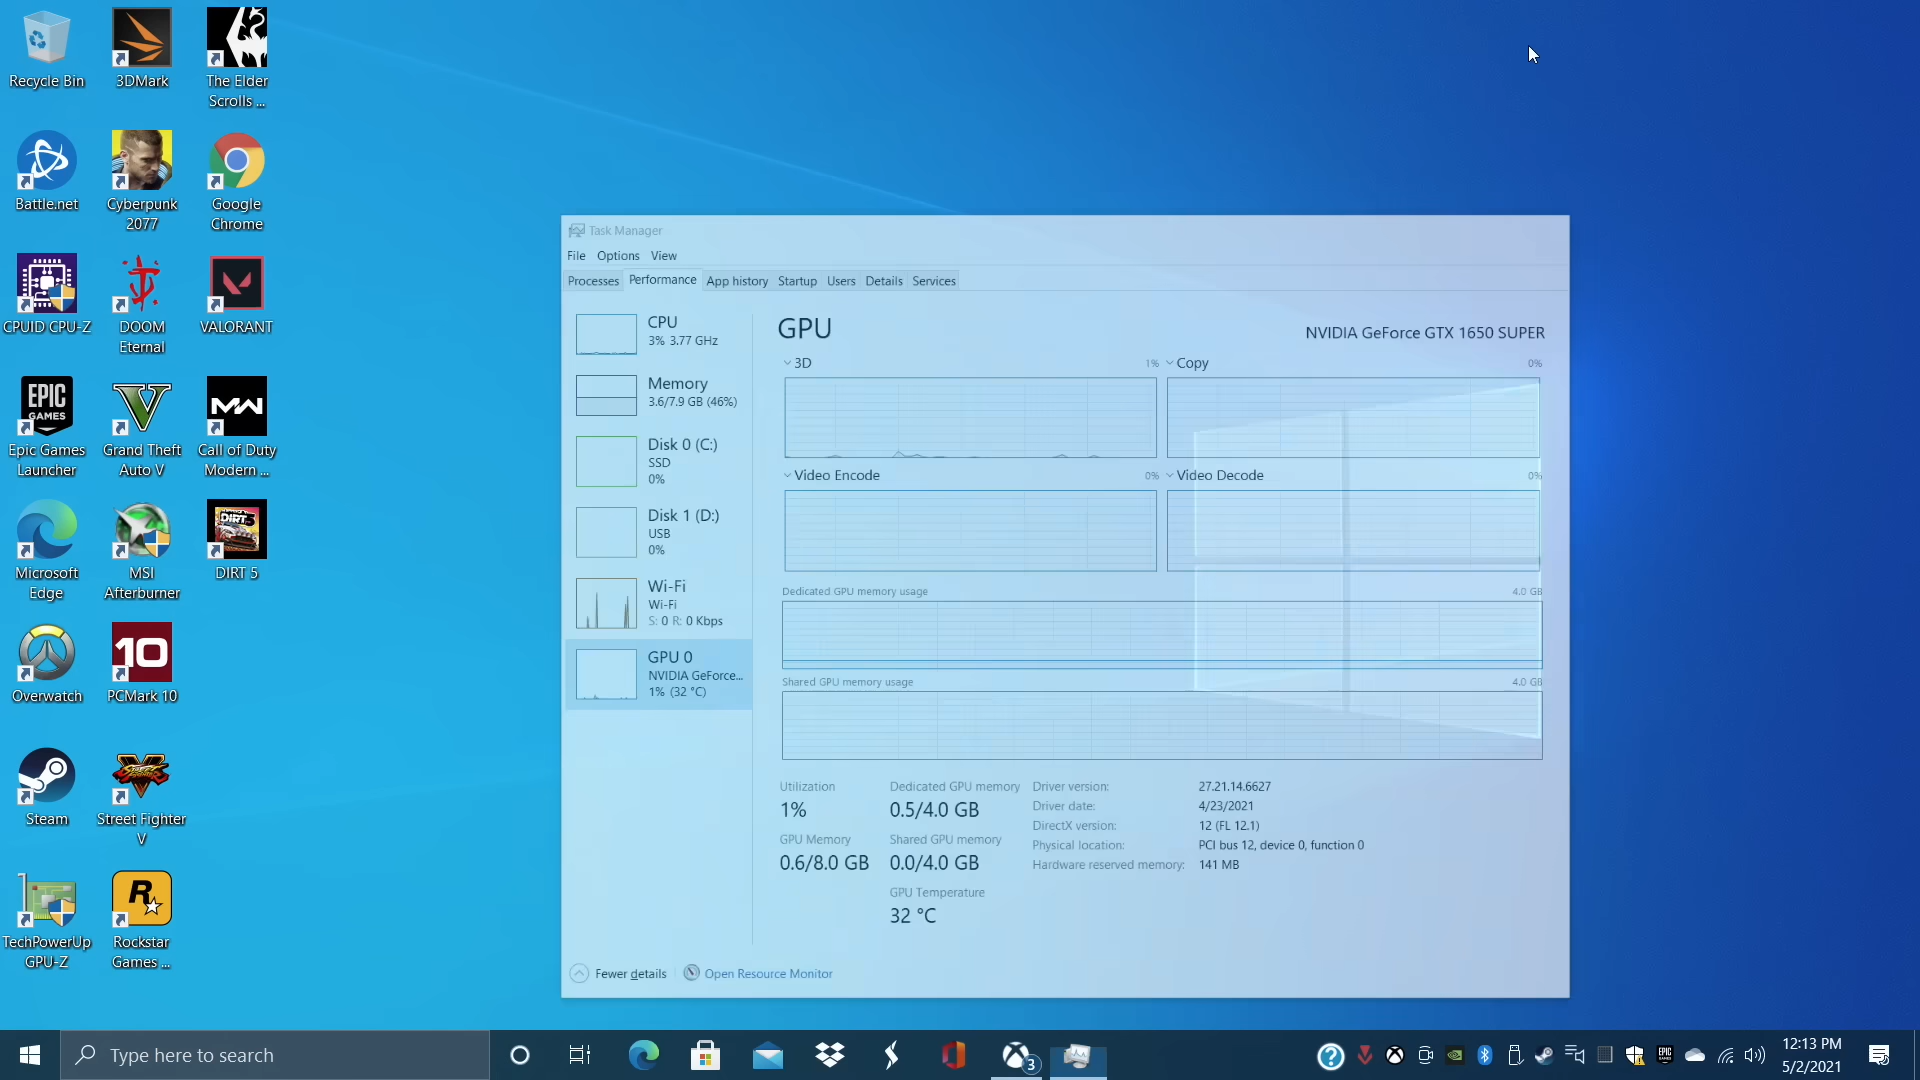 Recycle Bin
3DMark
The Elder
Scrolls ...
Battle.net
Cyberpunk
2077
Google
Chrome
CPUID CPU-Z
DOOM
Eternal
VALORANT
EPIC
GAMES
Epic Games
Launcher
V
Grand Theft
Auto V
MW
Call of Duty
Modern ...
Microsoft
Edge
MSI
Afterburner
DIRT 5
DIRT 5
Overwatch
10
PCMark 10
Steam
Street Fighter
V
TechPowerUp
GPU-Z
R
Rockstar
Games ...
Task Manager
File Options View
Processes Performance App history Startup Users Details Services
CPU
3% 3.77 GHz
Memory
3.6/7.9 GB (46%)
Disk 0 (C:)
SSD
0%
Disk 1 (D:)
USB
0%
Wi-Fi
Wi-Fi
S: 0 R: 0 Kbps
GPU 0
NVIDIA GeForce...
1% (32 °C)
GPU
NVIDIA GeForce GTX 1650 SUPER
3D 1%
Copy 0%
Video Encode 0%
Video Decode 0%
Dedicated GPU memory usage 4.0 GB
Shared GPU memory usage 4.0 GB
Utilization
1%
Dedicated GPU memory
0.5/4.0 GB
GPU Memory
0.6/8.0 GB
Shared GPU memory
0.0/4.0 GB
GPU Temperature
32 °C
Driver version: 27.21.14.6627
Driver date: 4/23/2021
DirectX version: 12 (FL 12.1)
Physical location: PCI bus 12, device 0, function 0
Hardware reserved memory: 141 MB
Fewer details
Open Resource Monitor
Type here to search
3
?
EPIC
12:13 PM
5/2/2021